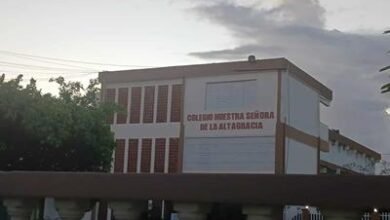 COLEGIO NUESTRA SEÑORA
DE LA ALTAGRACIA